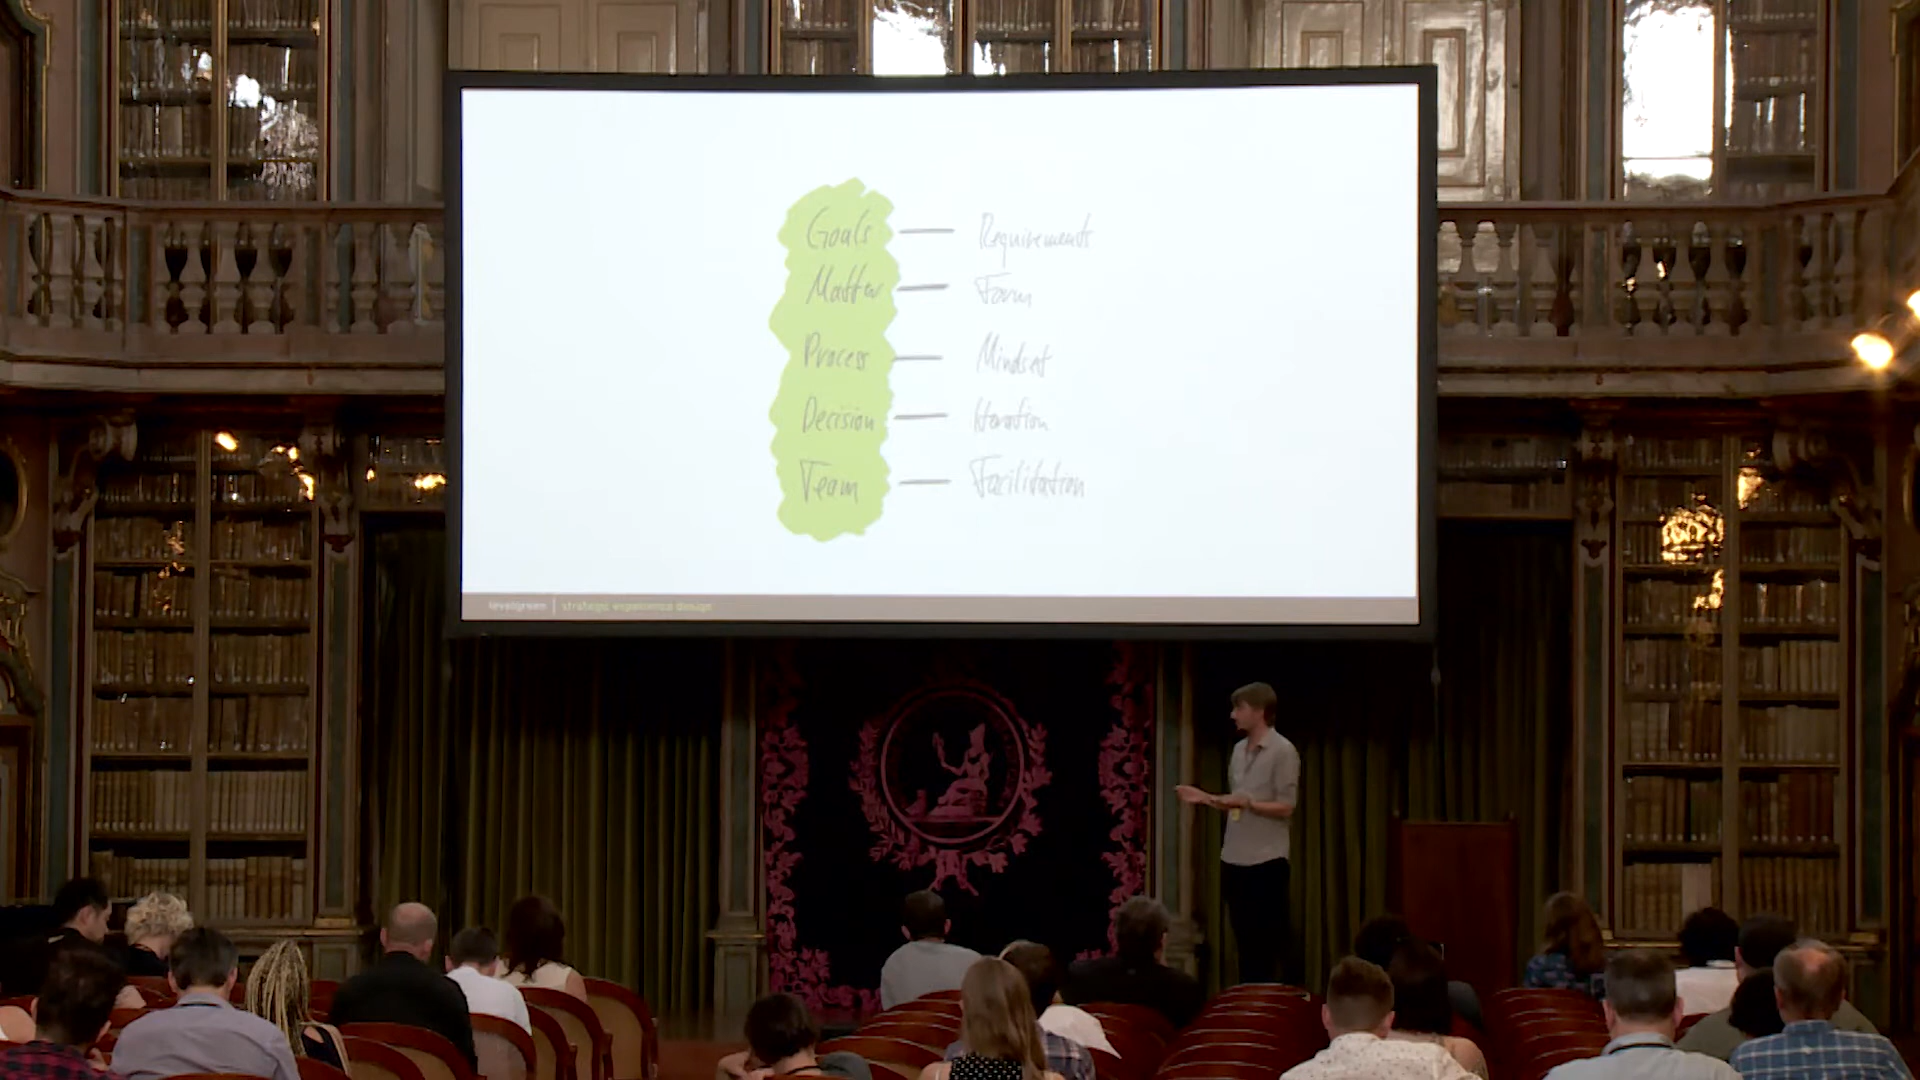 Goals — Requirements
Matter — Form
Process — Mindset
Decision — Iteration
Team — Facilitation
levelgreen | strategic experience design